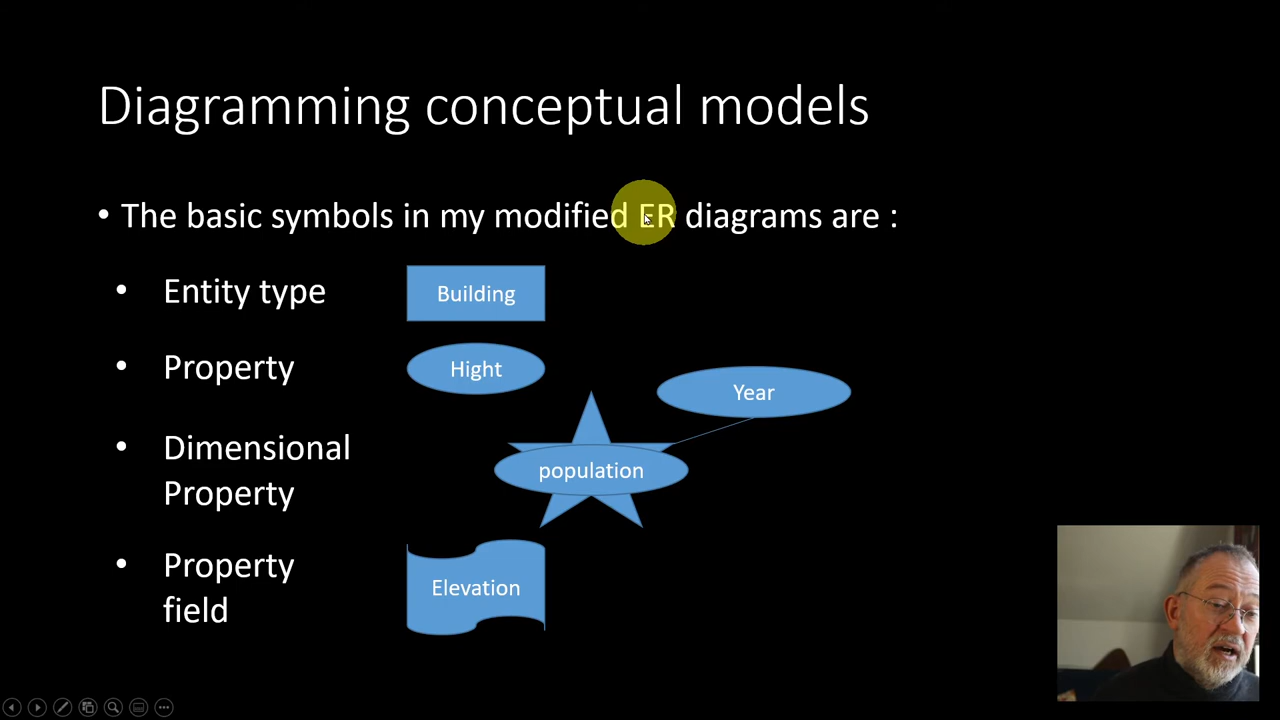 Diagramming conceptual models
• The basic symbols in my modified ER diagrams are :
• Entity type
Building
• Property
Hight
Year
• Dimensional
Property
population
• Property
field
Elevation